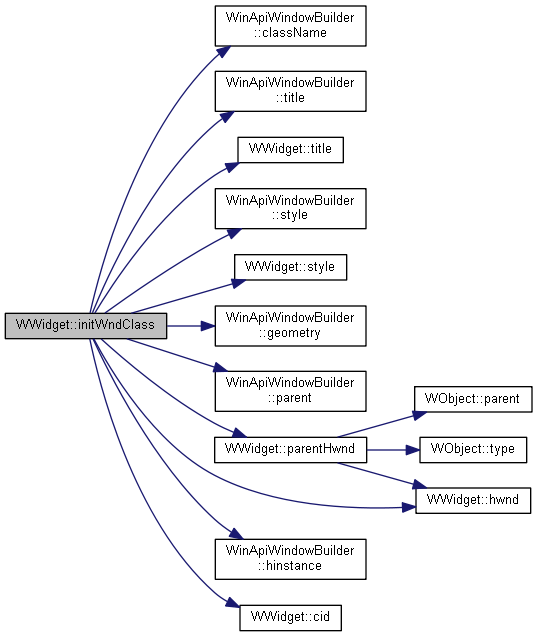 WinApiWindowBuilder
::className
WinApiWindowBuilder
::title
WWidget::title
WinApiWindowBuilder
::style
WWidget::style
WWidget::initWndClass
WinApiWindowBuilder
::geometry
WinApiWindowBuilder
::parent
WWidget::parentHwnd
WObject::parent
WObject::type
WWidget::hwnd
WinApiWindowBuilder
::hinstance
WWidget::cid